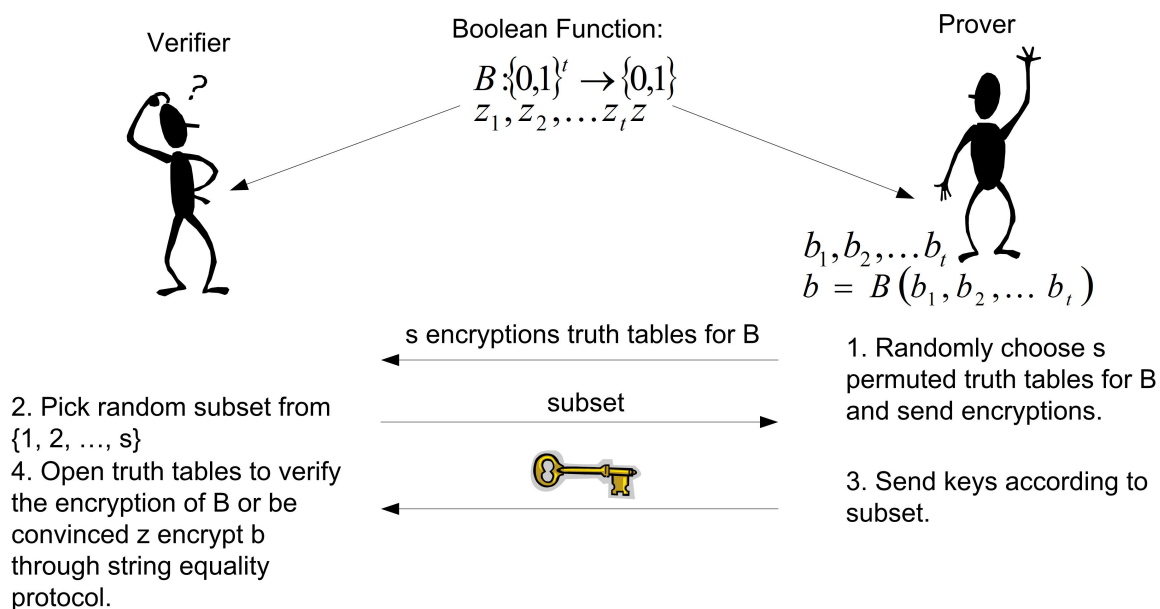 Verifier
Boolean Function:
Prover
?
B:{0,1}^t → {0,1}
z_1, z_2, ... z_t z
b_1, b_2, ... b_t
b = B(b_1, b_2, ... b_t)
s encryptions truth tables for B
1. Randomly choose s
permuted truth tables for B
and send encryptions.
subset
2. Pick random subset from
{1, 2, …, s}
4. Open truth tables to verify
the encryption of B or be
convinced z encrypt b
through string equality
protocol.
3. Send keys according to
subset.